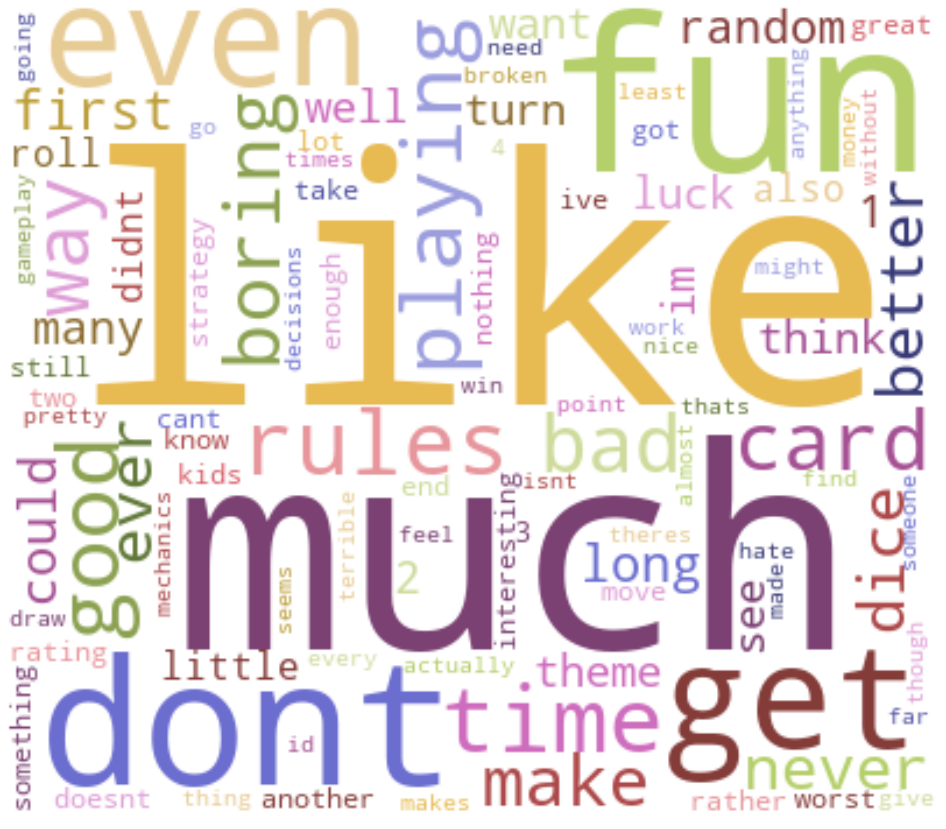 going
even
playing
want
need
fun
random
great
broken
first
go
boring
well
turn
least
got
anything
money
without
roll
lot
times
4
like
take
ive
luck
also
1
better
gameplay
way
didnt
strategy
decisions
enough
nothing
im
might
many
work
nice
think
still
win
two
pretty
cant
point
thats
know
rules
bad
almost
card
good
ever
kids
could
end
interesting
isnt
find
someone
mechanics
much
seems
terrible
feel
2
3
theres
long
move
hate
made
see
dice
draw
rating
little
every
actually
theme
though
something
dont
id
time
get
far
make
never
doesnt
thing
another
makes
rather
worst
give